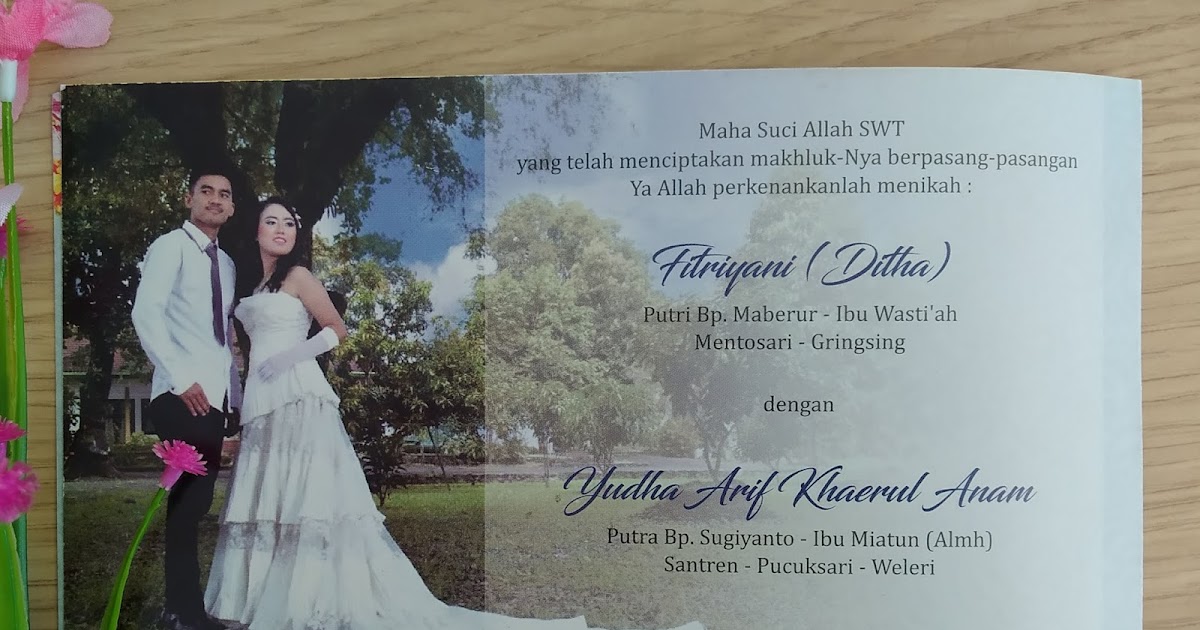 Maha Suci Allah SWT
yang telah menciptakan makhluk-Nya berpasang-pasangan
Ya Allah perkenankanlah menikah :
Fitriyani (Ditha)
Putri Bp. Maberur - Ibu Wasti'ah
Mentosari - Gringsing
dengan
Yudha Arif Khaerul Anam
Putra Bp. Sugiyanto - Ibu Miatun (Almh)
Santren - Pucuksari - Weleri